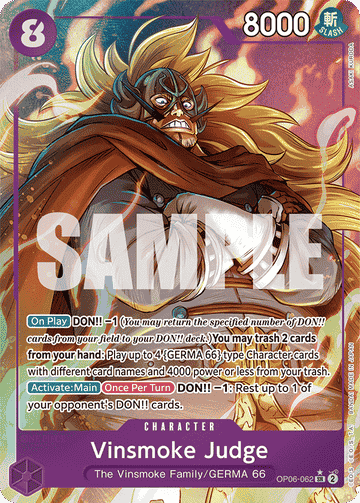 8
8000
斬
SLASH
SAMPLE
On Play DON!! −1 (You may return the specified number of DON!!
cards from your field to your DON!! deck.) You may trash 2 cards
from your hand: Play up to 4 {GERMA 66} type Character cards
with different card names and 4000 power or less from your trash.
Activate:Main Once Per Turn DON!! −1: Rest up to 1 of
your opponent's DON!! cards.
CHARACTER
Vinsmoke Judge
The Vinsmoke Family/GERMA 66
OP06-062 SR 2